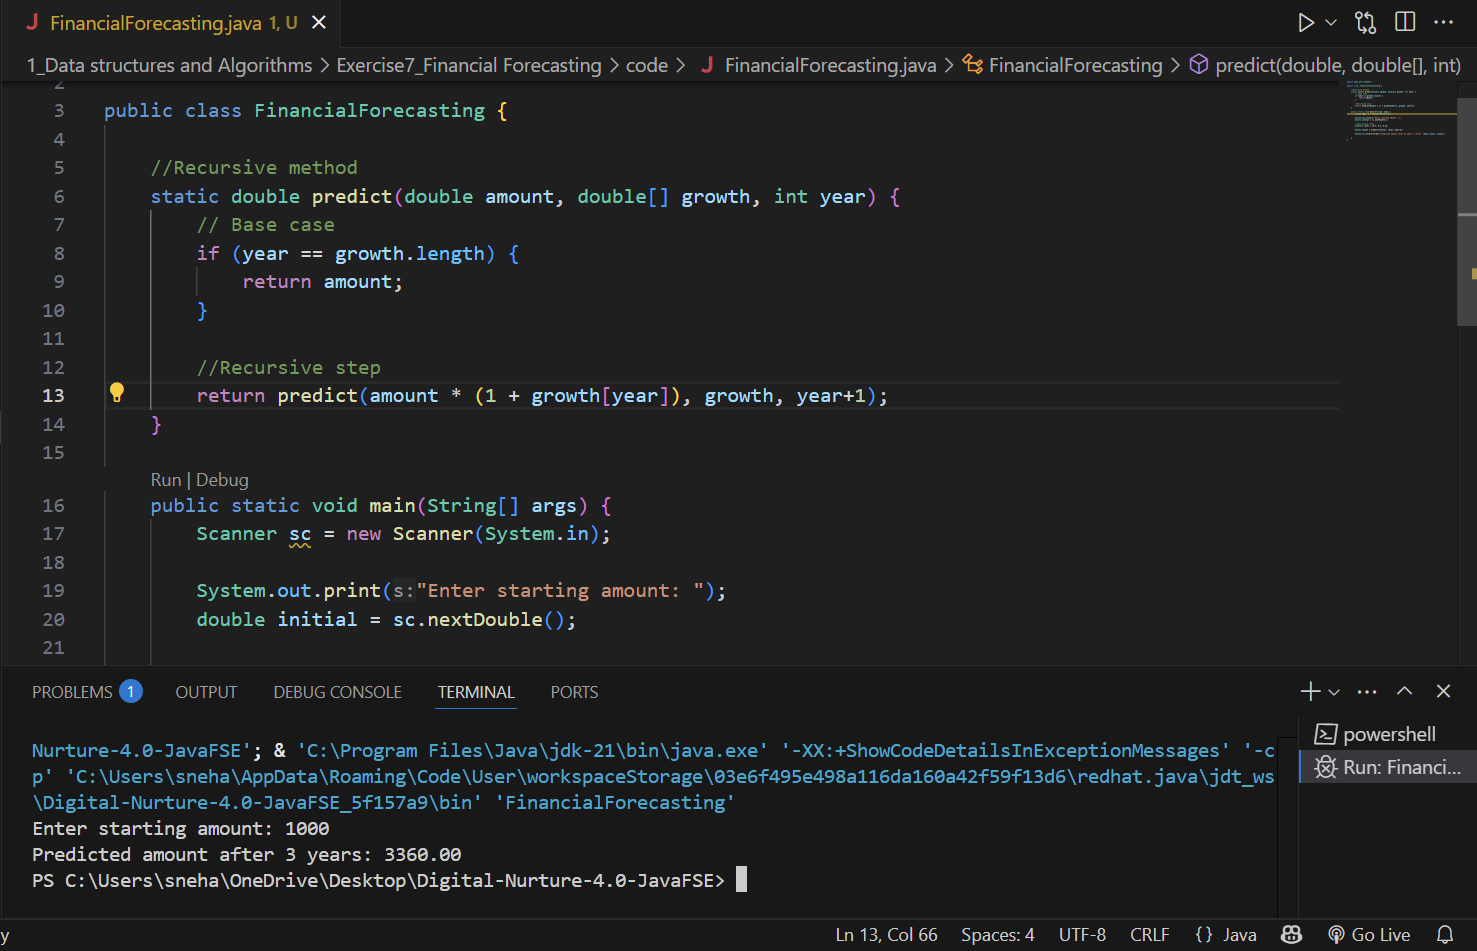 FinancialForecasting.java 1, U
1_Data structures and Algorithms > Exercise7_Financial Forecasting > code > J FinancialForecasting.java > FinancialForecasting > predict(double, double[], int)
2
3 public class FinancialForecasting {
4
5 //Recursive method
6 static double predict(double amount, double[] growth, int year) {
7 // Base case
8 if (year == growth.length) {
9 return amount;
10 }
11
12 //Recursive step
13 return predict(amount * (1 + growth[year]), growth, year+1);
14 }
15
Run | Debug
16 public static void main(String[] args) {
17 Scanner sc = new Scanner(System.in);
18
19 System.out.print(s:"Enter starting amount: ");
20 double initial = sc.nextDouble();
21
PROBLEMS 1 OUTPUT DEBUG CONSOLE TERMINAL PORTS
Nurture-4.0-JavaFSE'; & 'C:\Program Files\Java\jdk-21\bin\java.exe' '-XX:+ShowCodeDetailsInExceptionMessages' '-c
p' 'C:\Users\sneha\AppData\Roaming\Code\User\workspaceStorage\03e6f495e498a116da160a42f59f13d6\redhat.java\jdt_ws
\Digital-Nurture-4.0-JavaFSE_5f157a9\bin' 'FinancialForecasting'
Enter starting amount: 1000
Predicted amount after 3 years: 3360.00
PS C:\Users\sneha\OneDrive\Desktop\Digital-Nurture-4.0-JavaFSE>
powershell
Run: Financi...
y Ln 13, Col 66 Spaces: 4 UTF-8 CRLF {} Java Go Live